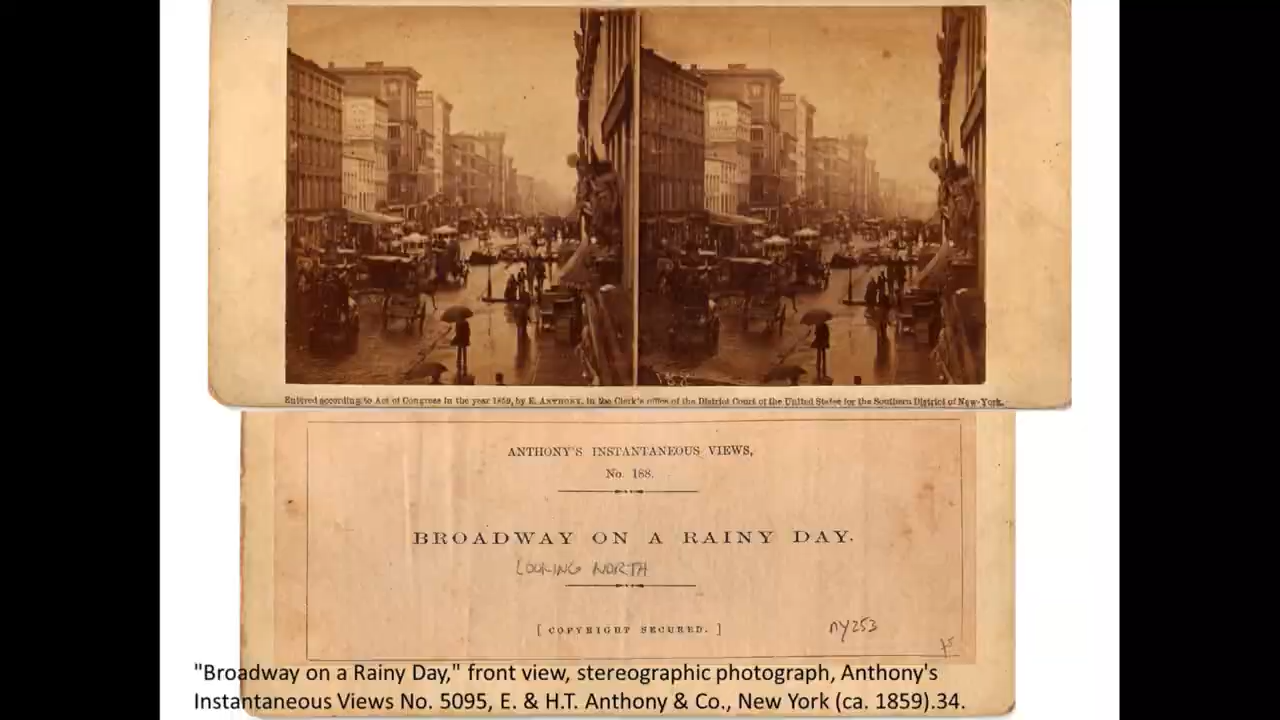 Entered according to Act of Congress in the year 1859, by E. ANTHONY, in the Clerk's office of the District Court of the United States for the Southern District of New-York.
ANTHONY'S INSTANTANEOUS VIEWS,
No. 188.
BROADWAY ON A RAINY DAY.
LOOKING NORTH
[ COPYRIGHT SECURED. ]
NY253
"Broadway on a Rainy Day," front view, stereographic photograph, Anthony's
Instantaneous Views No. 5095, E. & H.T. Anthony & Co., New York (ca. 1859).34.